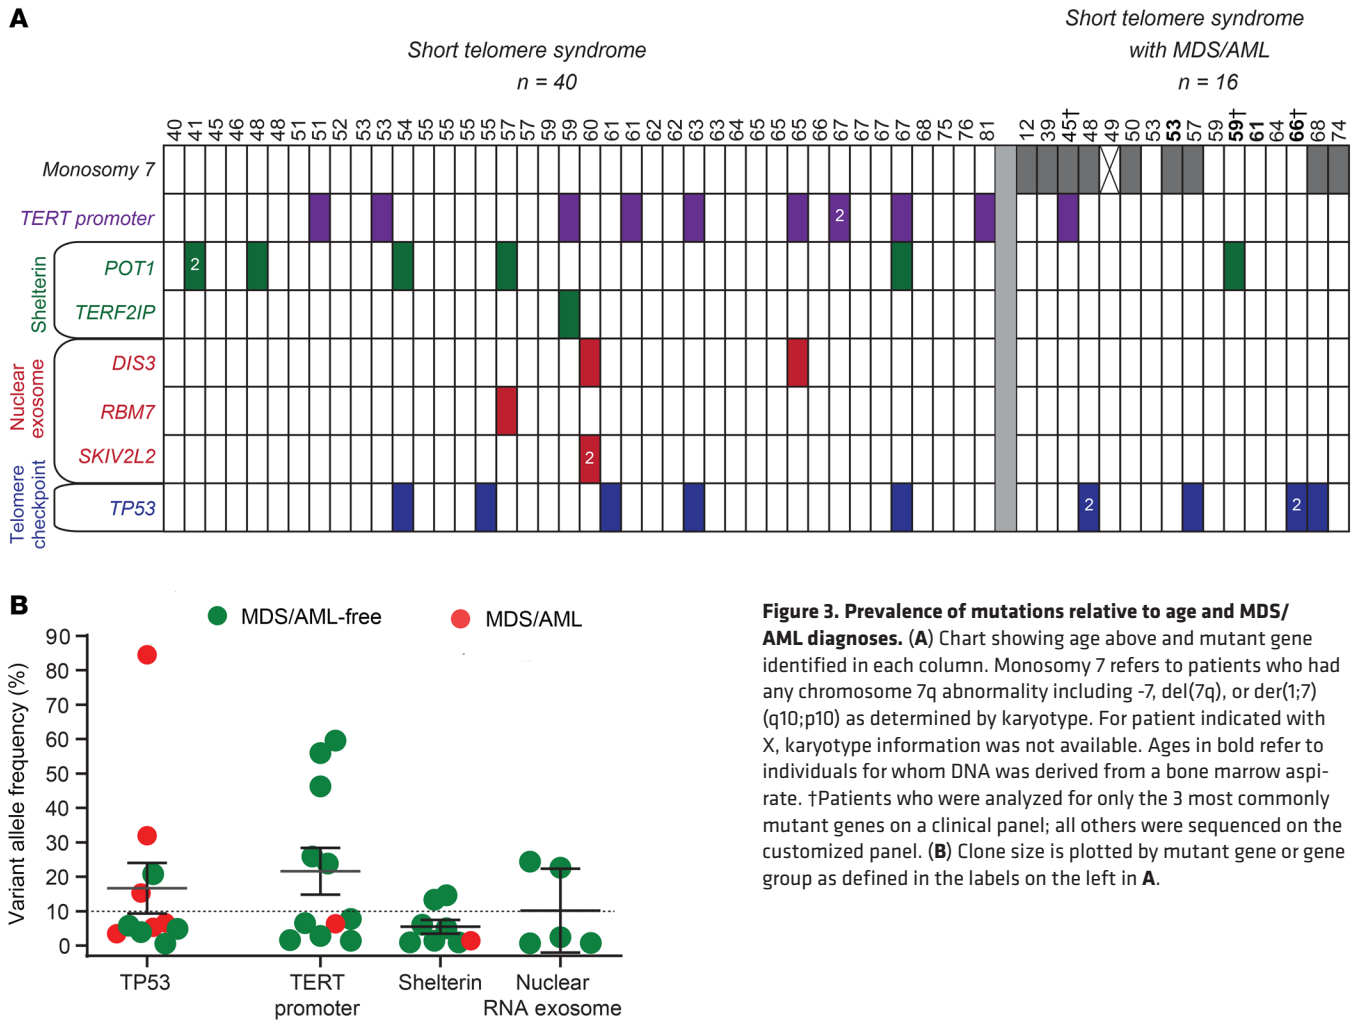 A
Short telomere syndrome
n = 40
Short telomere syndrome
with MDS/AML
n = 16
40 41 45 46 48 48 51 51 52 53 53 54 55 55 55 55 57 57 59 59 60 61 61 62 62 63 63 64 65 65 65 66 67 67 67 67 68 75 76 81
12 39 45† 48 49 50 53 53 57 59 59† 61 64 66† 68 74
Monosomy 7
TERT promoter
2
Shelterin
POT1
2
TERF2IP
Nuclear
exosome
DIS3
RBM7
SKIV2L2
2
Telomere
checkpoint
TP53
2
2
B
MDS/AML-free
MDS/AML
Variant allele frequency (%)
90
80
70
60
50
40
30
20
10
0
TP53
TERT
promoter
Shelterin
Nuclear
RNA exosome
Figure 3. Prevalence of mutations relative to age and MDS/
AML diagnoses. (A) Chart showing age above and mutant gene
identified in each column. Monosomy 7 refers to patients who had
any chromosome 7q abnormality including -7, del(7q), or der(1;7)
(q10;p10) as determined by karyotype. For patient indicated with
X, karyotype information was not available. Ages in bold refer to
individuals for whom DNA was derived from a bone marrow aspi-
rate. †Patients who were analyzed for only the 3 most commonly
mutant genes on a clinical panel; all others were sequenced on the
customized panel. (B) Clone size is plotted by mutant gene or gene
group as defined in the labels on the left in A.